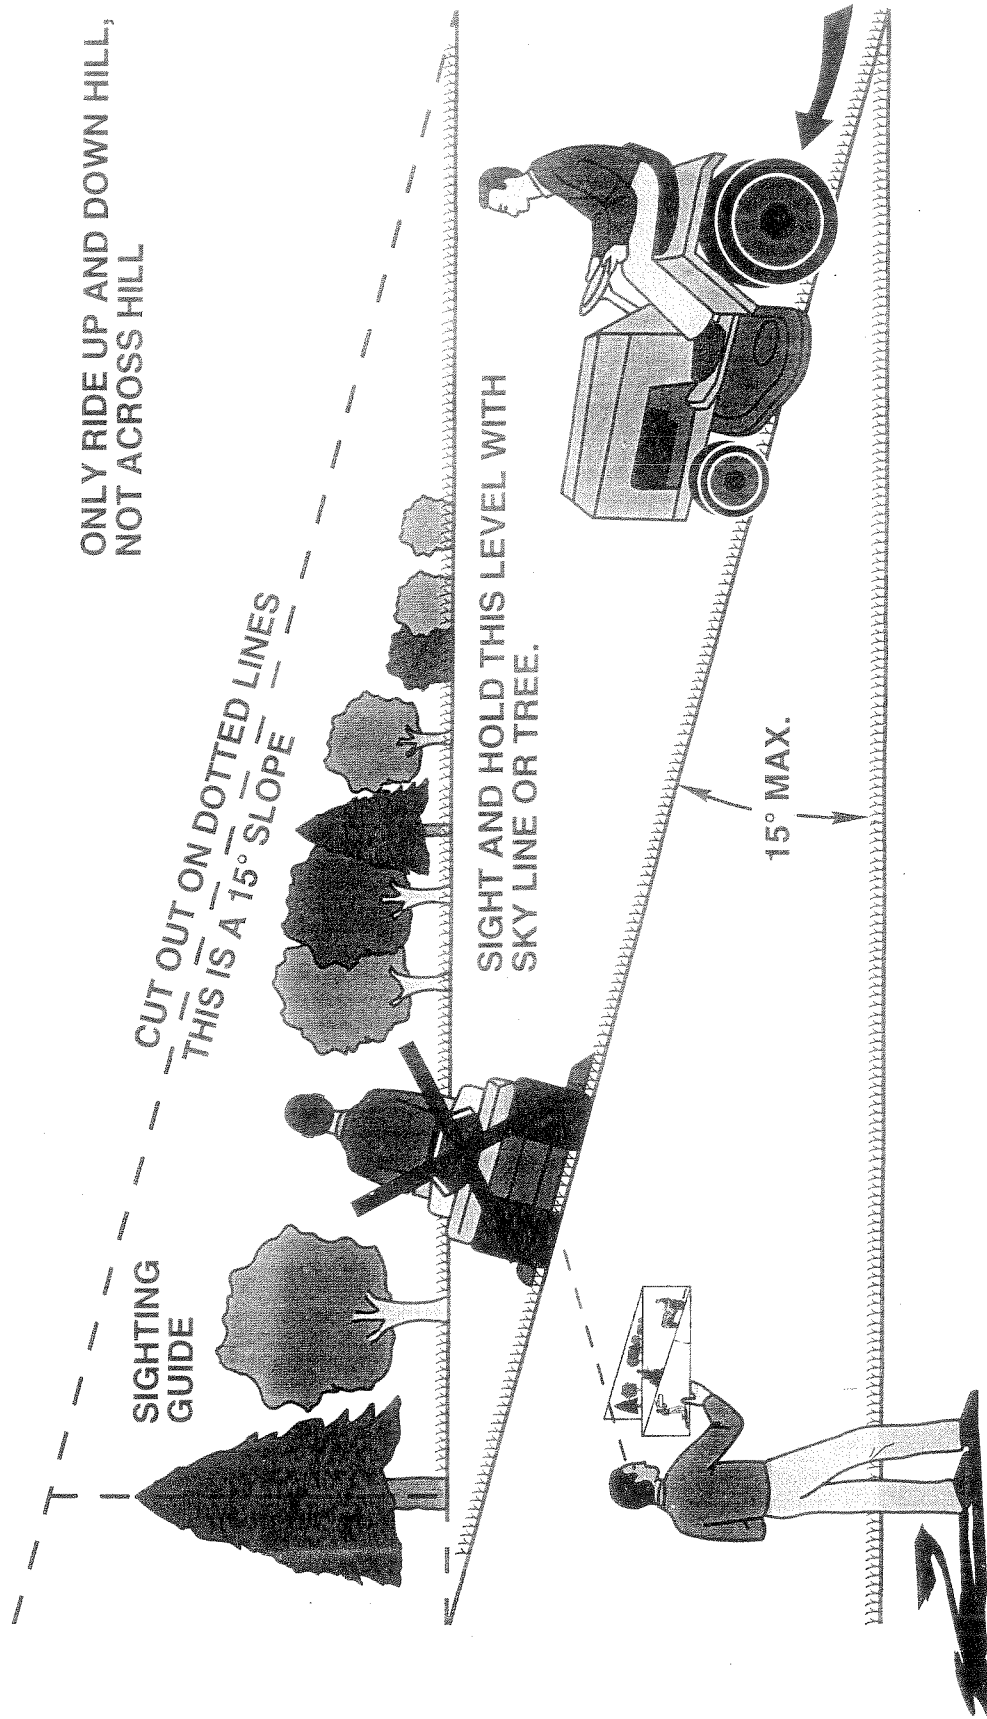 ONLY RIDE UP AND DOWN HILL,
NOT ACROSS HILL
CUT OUT ON DOTTED LINES
THIS IS A 15° SLOPE
SIGHTING
GUIDE
SIGHT AND HOLD THIS LEVEL WITH
SKY LINE OR TREE.
15° MAX.